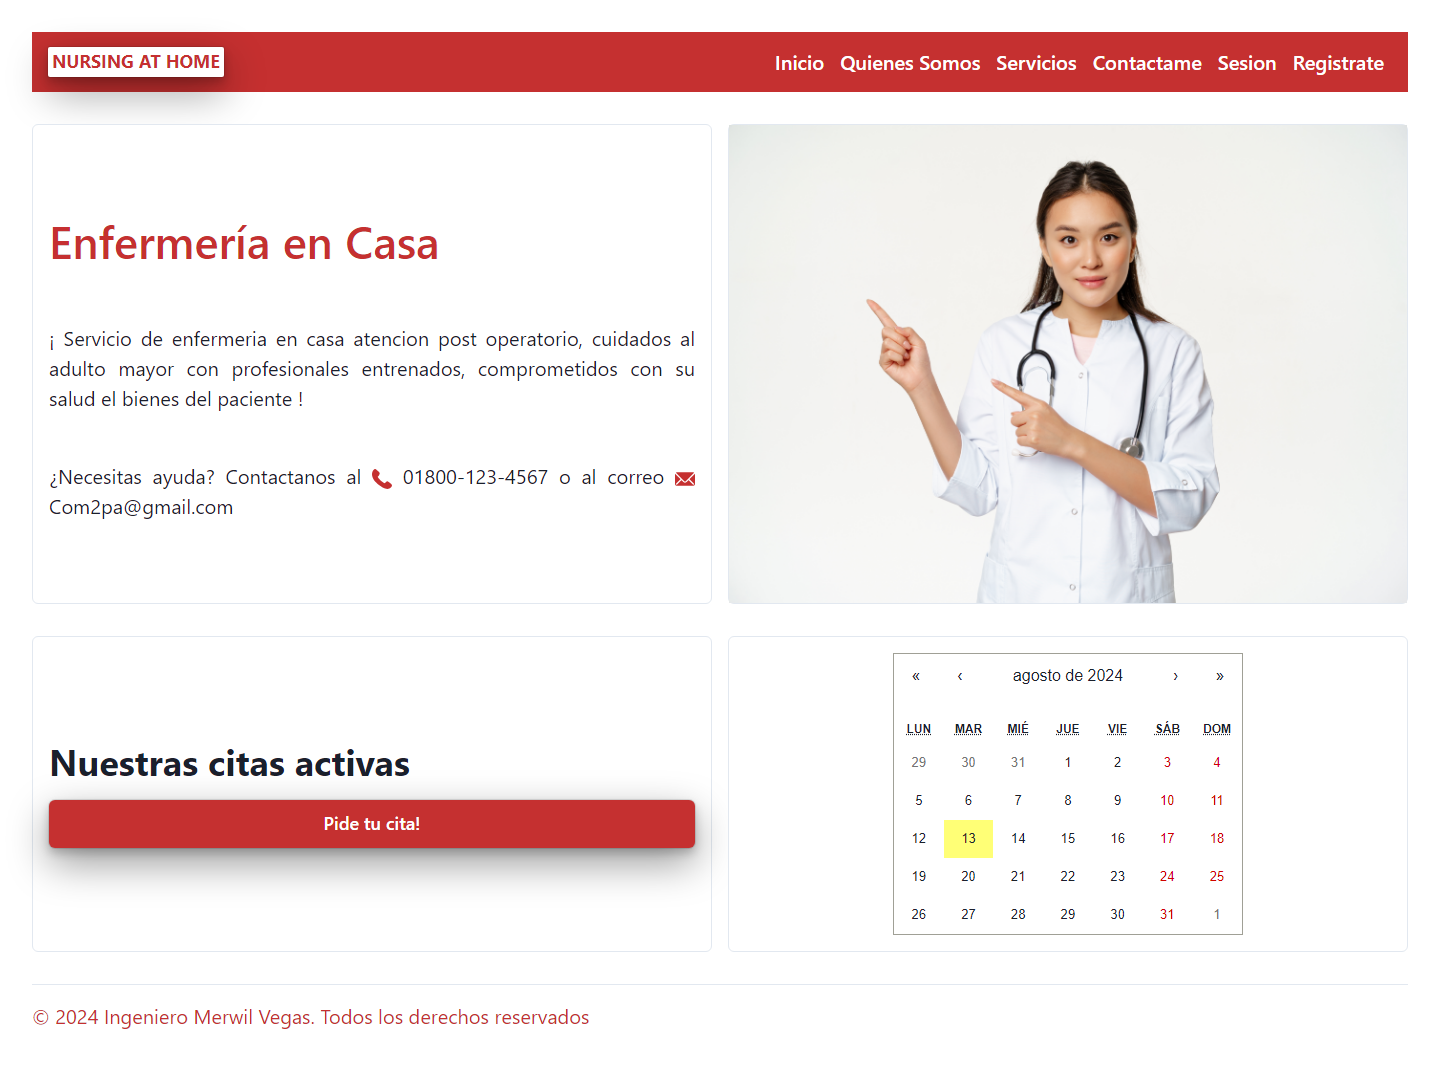 NURSING AT HOME
Inicio Quienes Somos Servicios Contactame Sesion Registrate
Enfermería en Casa
¡ Servicio de enfermeria en casa atencion post operatorio, cuidados al
adulto mayor con profesionales entrenados, comprometidos con su
salud el bienes del paciente !
¿Necesitas ayuda? Contactanos al 01800-123-4567 o al correo
Com2pa@gmail.com
Nuestras citas activas
Pide tu cita!
« ‹ agosto de 2024 › »
LUN MAR MIÉ JUE VIE SÁB DOM
29 30 31 1 2 3 4
5 6 7 8 9 10 11
12 13 14 15 16 17 18
19 20 21 22 23 24 25
26 27 28 29 30 31 1
© 2024 Ingeniero Merwil Vegas. Todos los derechos reservados